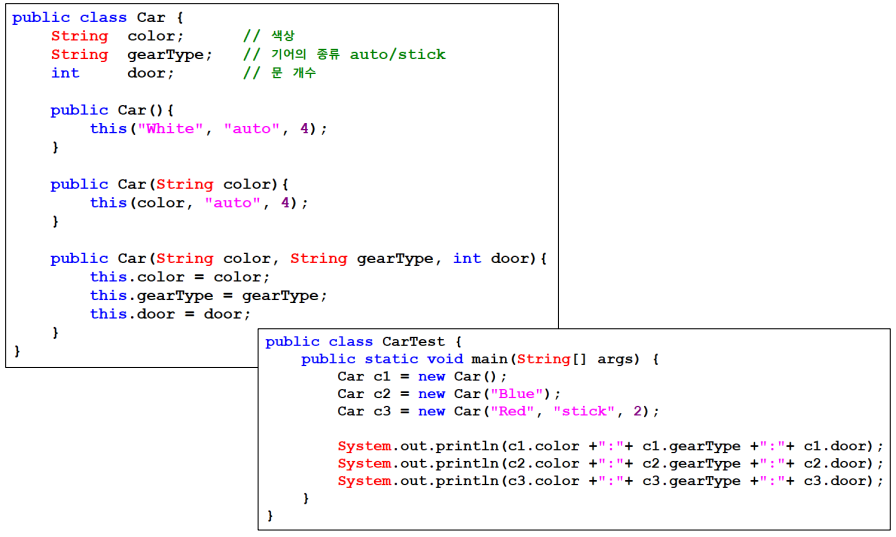 public class Car {
    String  color;      // 색상
    String  gearType;   // 기어의 종류 auto/stick
    int     door;       // 문 개수

    public Car(){
        this("White", "auto", 4);
    }

    public Car(String color){
        this(color, "auto", 4);
    }

    public Car(String color, String gearType, int door){
        this.color = color;
        this.gearType = gearType;
        this.door = door;
    }
}
public class CarTest {
    public static void main(String[] args) {
        Car c1 = new Car();
        Car c2 = new Car("Blue");
        Car c3 = new Car("Red", "stick", 2);

        System.out.println(c1.color +":"+ c1.gearType +":"+ c1.door);
        System.out.println(c2.color +":"+ c2.gearType +":"+ c2.door);
        System.out.println(c3.color +":"+ c3.gearType +":"+ c3.door);
    }
}